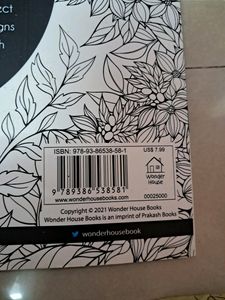 ect
gns
h
ISBN: 978-93-86538-58-1
US$ 7.99
Wonder
House
9 789386 538581
www.wonderhousebooks.com
00025000
Copyright © 2021 Wonder House Books
Wonder House Books is an imprint of Prakash Books
wonderhousebook